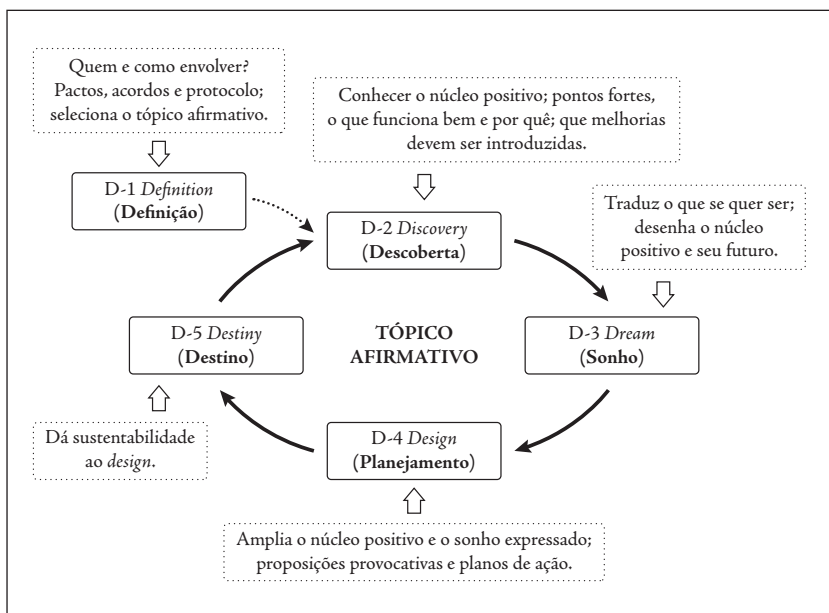 Quem e como envolver?
Pactos, acordos e protocolo;
seleciona o tópico afirmativo.
Conhecer o núcleo positivo; pontos fortes,
o que funciona bem e por quê; que melhorias
devem ser introduzidas.
D-1 Definition
(Definição)
Traduz o que se quer ser;
desenha o núcleo
positivo e seu futuro.
D-2 Discovery
(Descoberta)
D-5 Destiny
(Destino)
TÓPICO
AFIRMATIVO
D-3 Dream
(Sonho)
Dá sustentabilidade
ao design.
D-4 Design
(Planejamento)
Amplia o núcleo positivo e o sonho expressado;
proposições provocativas e planos de ação.